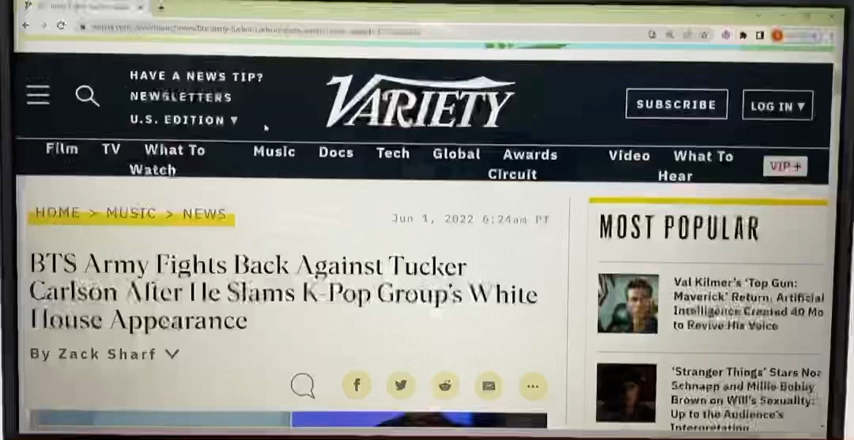 HAVE A NEWS TIP?
NEWSLETTERS
U.S. EDITION
VARIETY
SUBSCRIBE
LOG IN
Film TV What To Watch Music Docs Tech Global Awards Circuit Video What To Hear VIP+
HOME > MUSIC > NEWS
Jun 1, 2022 6:24am PT
BTS Army Fights Back Against Tucker
Carlson After He Slams K-Pop Group's White
House Appearance
By Zack Sharf
MOST POPULAR
Val Kilmer's 'Top Gun:
Maverick' Return: Artificial
Intelligence Created 40 Mo
to Revive His Voice
'Stranger Things' Stars Noa
Schnapp and Millie Bobby
Brown on Will's Sexuality:
Up to the Audience's
Interpretation